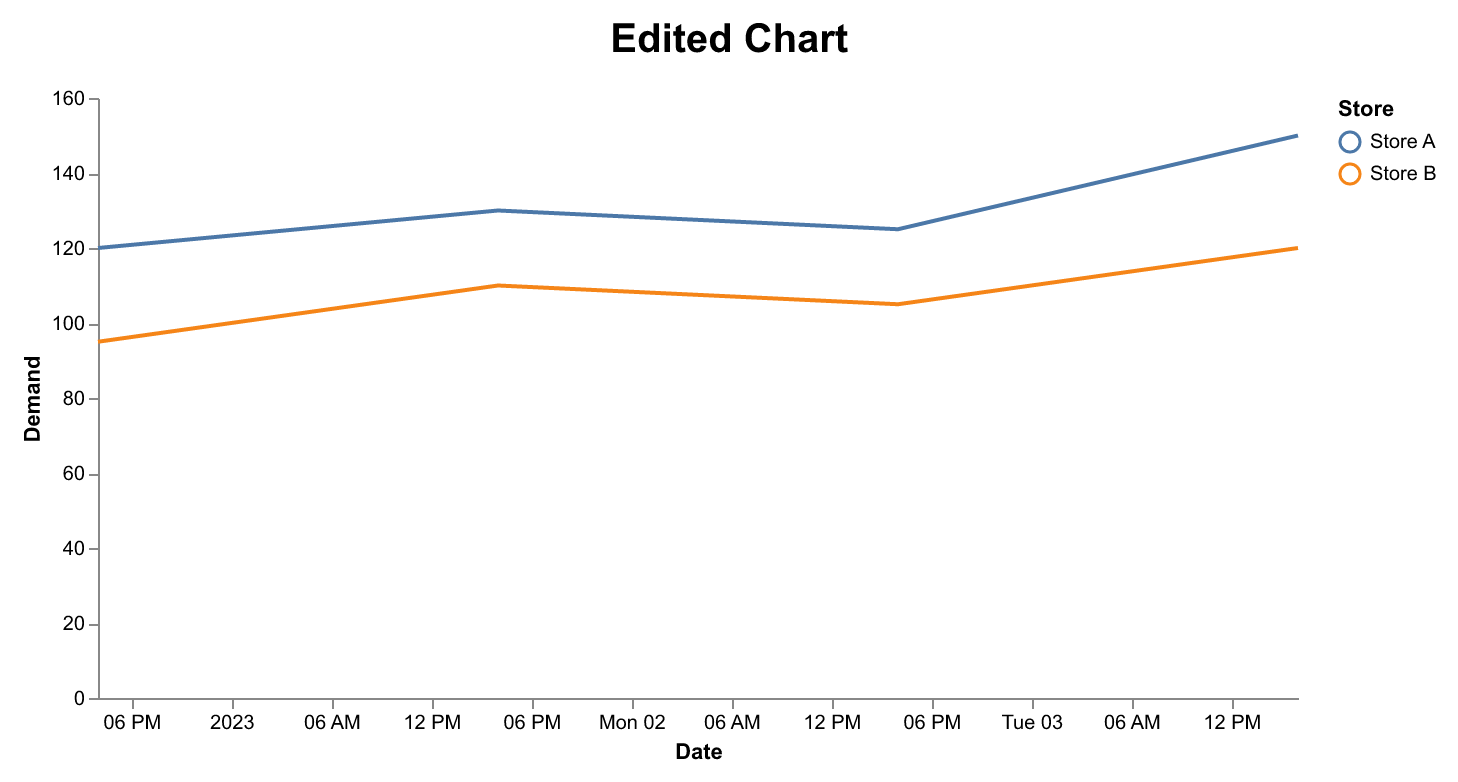 Edited Chart
Store
Store A
Store B
160
140
120
100
80
60
40
20
0
Demand
06 PM 2023 06 AM 12 PM 06 PM Mon 02 06 AM 12 PM 06 PM Tue 03 06 AM 12 PM
Date